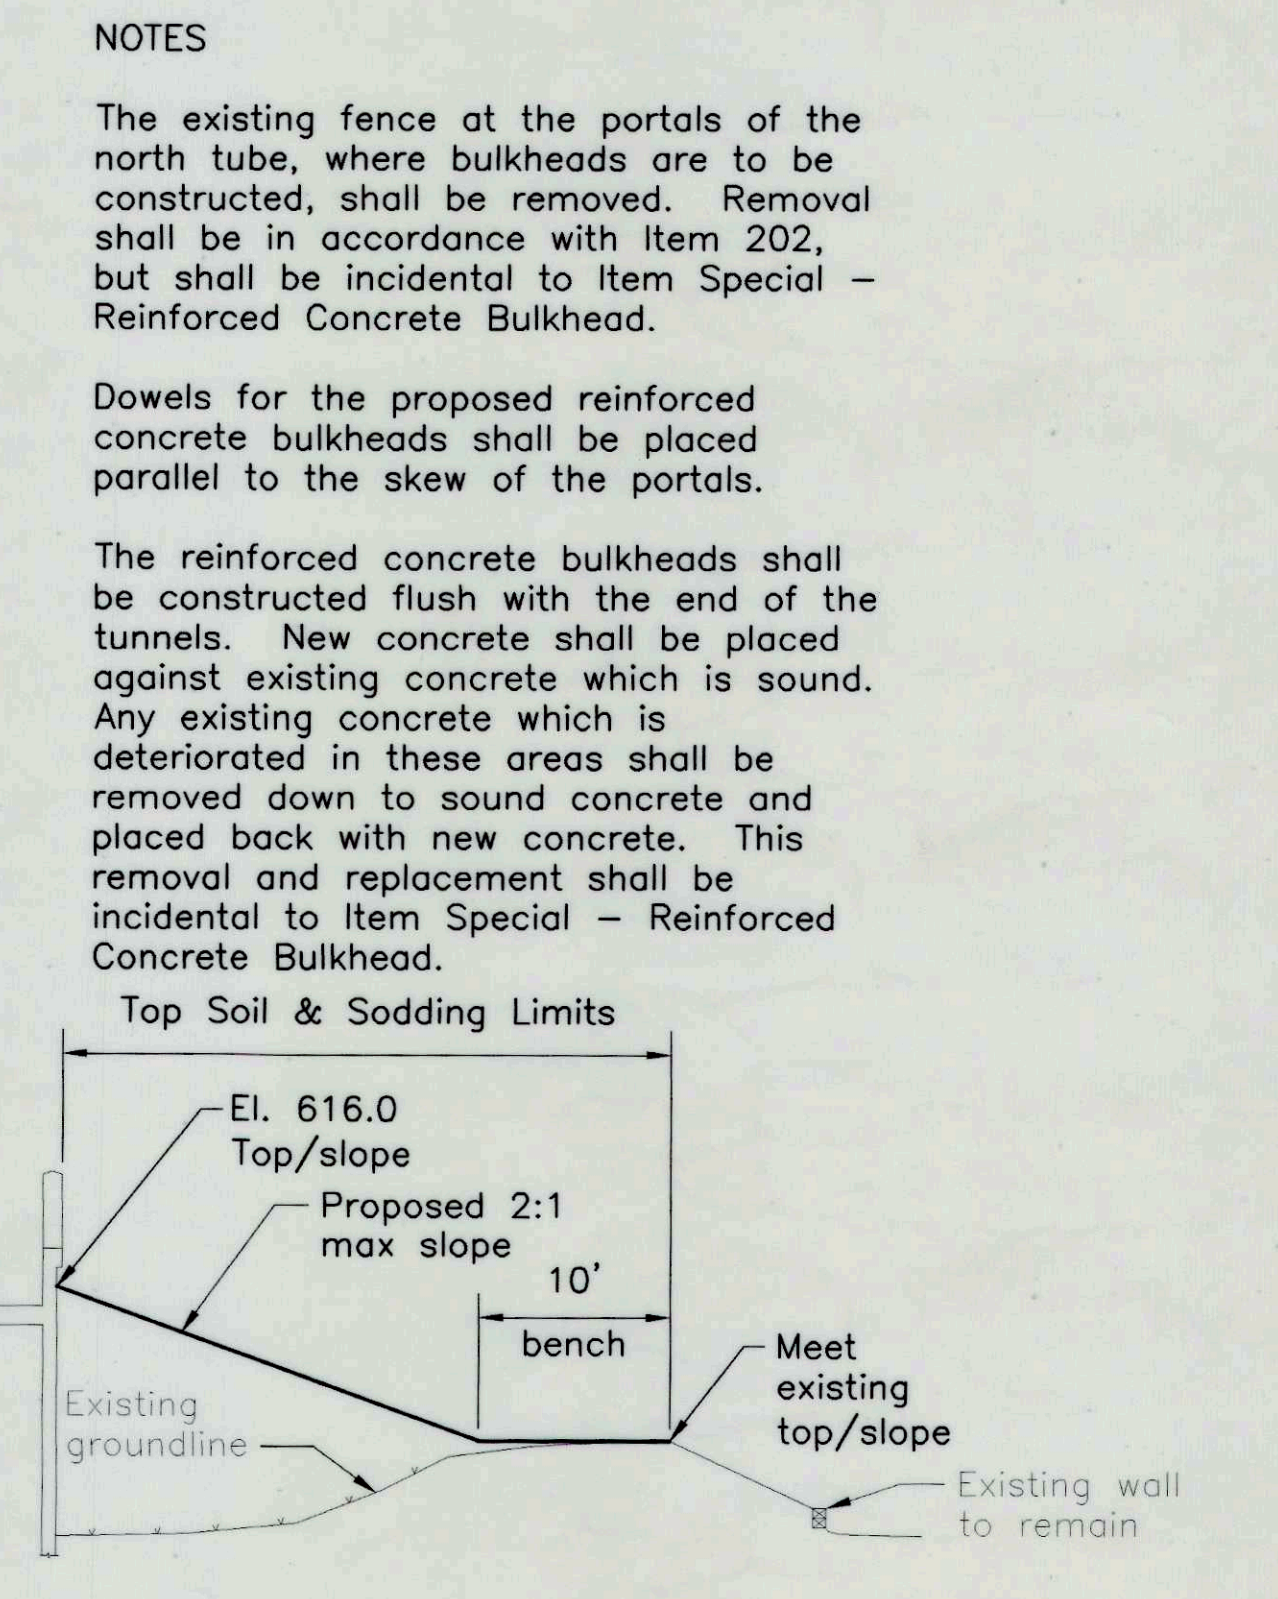 NOTES
The existing fence at the portals of the
north tube, where bulkheads are to be
constructed, shall be removed. Removal
shall be in accordance with Item 202,
but shall be incidental to Item Special –
Reinforced Concrete Bulkhead.
Dowels for the proposed reinforced
concrete bulkheads shall be placed
parallel to the skew of the portals.
The reinforced concrete bulkheads shall
be constructed flush with the end of the
tunnels. New concrete shall be placed
against existing concrete which is sound.
Any existing concrete which is
deteriorated in these areas shall be
removed down to sound concrete and
placed back with new concrete. This
removal and replacement shall be
incidental to Item Special – Reinforced
Concrete Bulkhead.
Top Soil & Sodding Limits
El. 616.0
Top/slope
Proposed 2:1
max slope
10'
bench
Meet
existing
top/slope
Existing
groundline
Existing wall
to remain